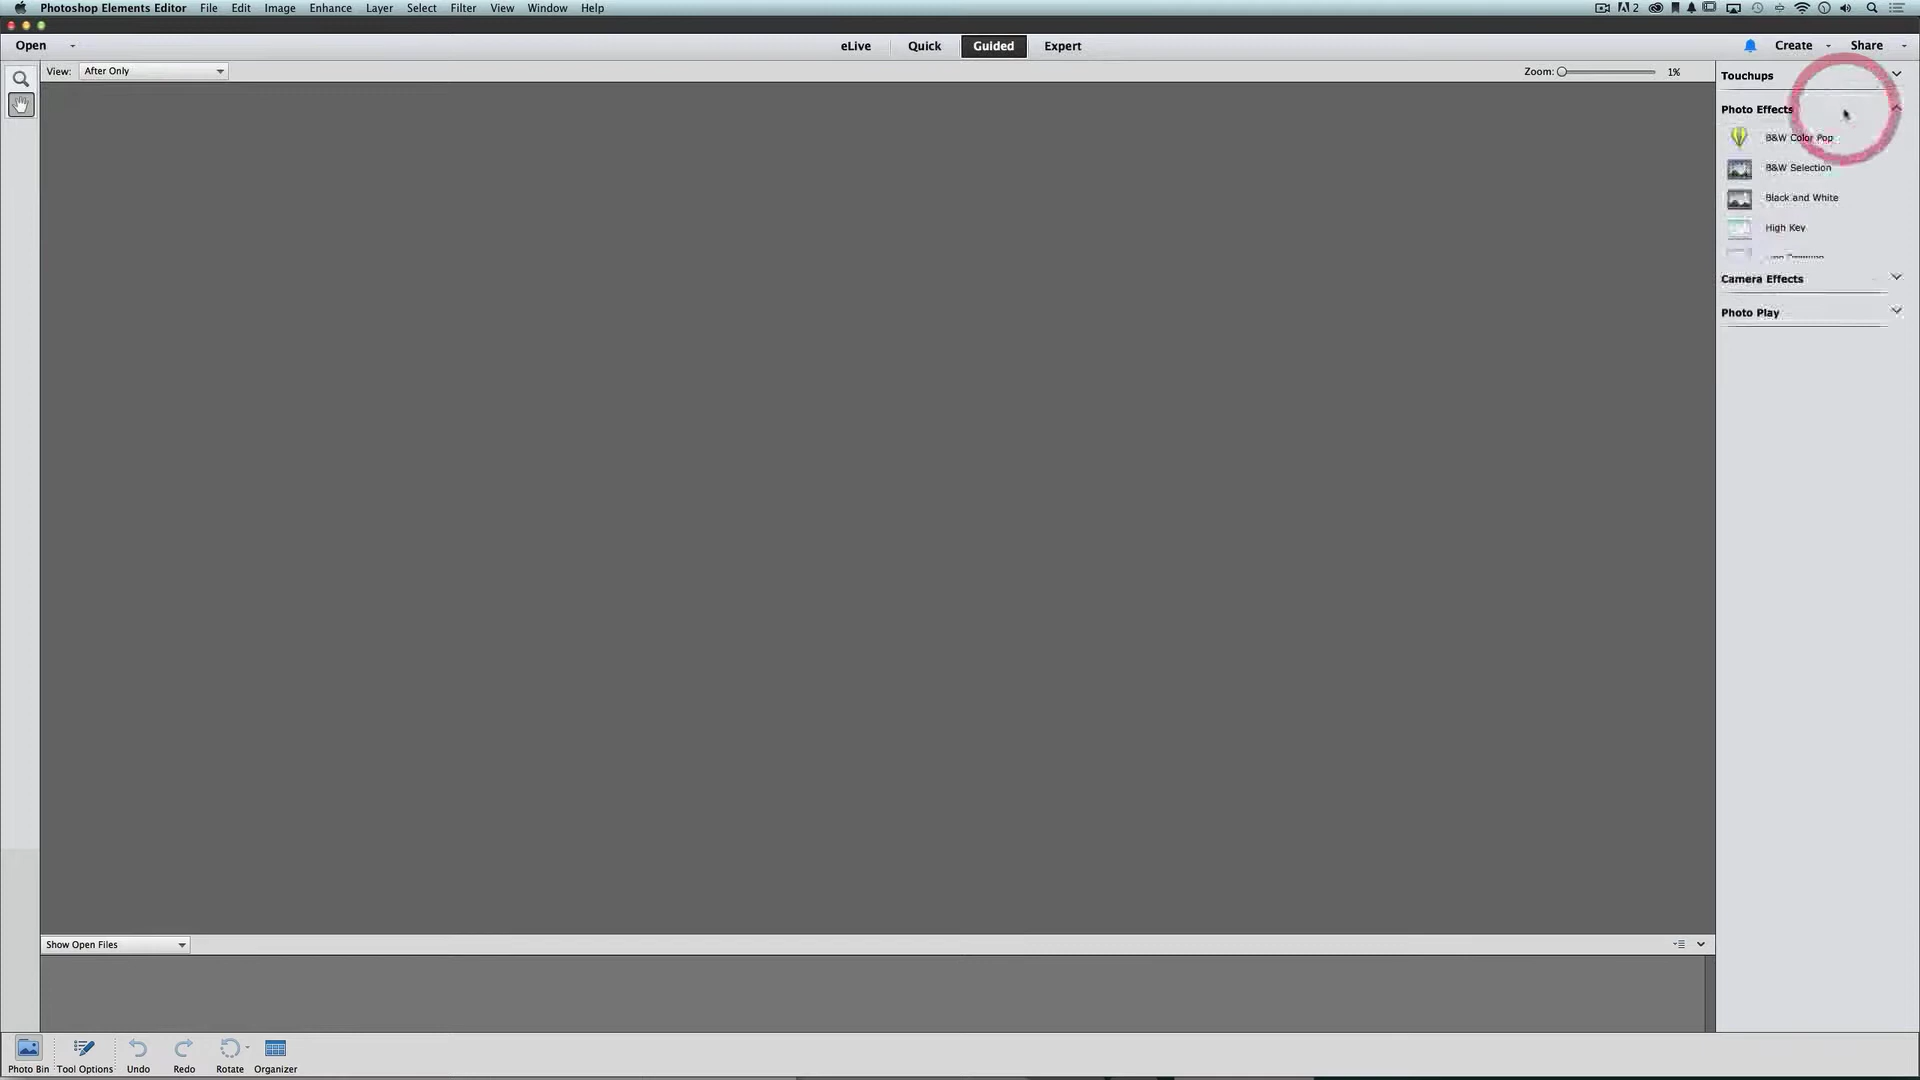 Photoshop Elements Editor File Edit Image Enhance Layer Select Filter View Window Help 2
Open eLive Quick Guided Expert Create Share
View: After Only Zoom: 1%
Touchups
Photo Effects
B&W Color Pop
B&W Selection
Black and White
High Key
Camera Effects
Photo Play
Show Open Files
Photo Bin Tool Options Undo Redo Rotate Organizer